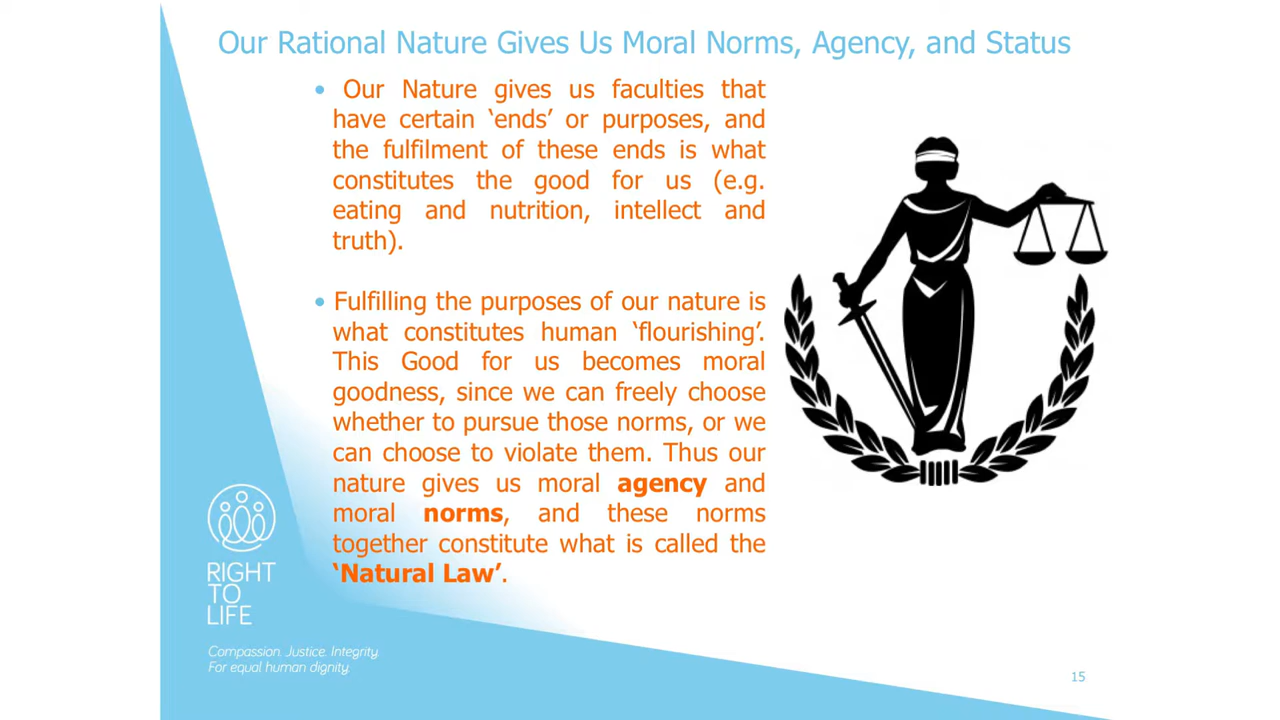 Our Rational Nature Gives Us Moral Norms, Agency, and Status
• Our Nature gives us faculties that
have certain ‘ends’ or purposes, and
the fulfilment of these ends is what
constitutes the good for us (e.g.
eating and nutrition, intellect and
truth).
• Fulfilling the purposes of our nature is
what constitutes human ‘flourishing’.
This Good for us becomes moral
goodness, since we can freely choose
whether to pursue those norms, or we
can choose to violate them. Thus our
nature gives us moral agency and
moral norms, and these norms
together constitute what is called the
‘Natural Law’.
RIGHT
TO
LIFE
Compassion. Justice. Integrity.
For equal human dignity.
15